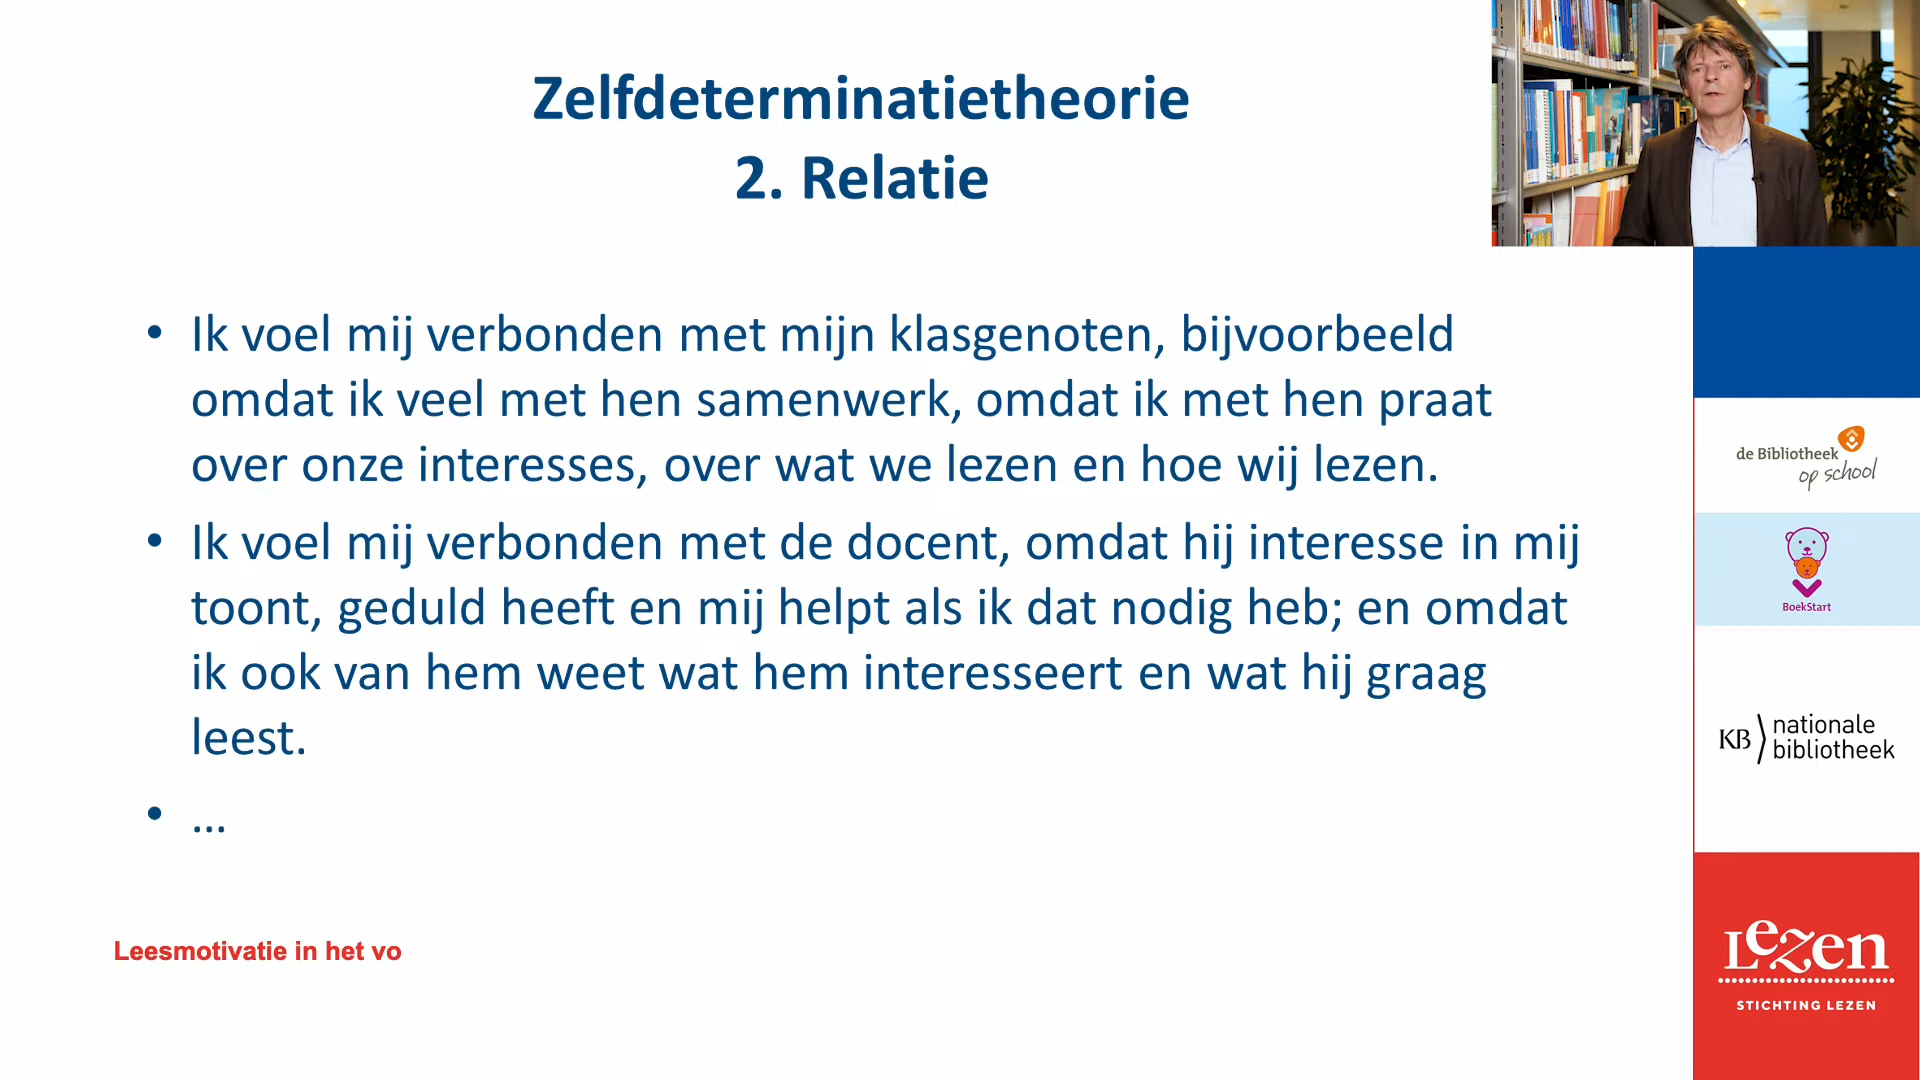 Zelfdeterminatietheorie
2. Relatie
• Ik voel mij verbonden met mijn klasgenoten, bijvoorbeeld
omdat ik veel met hen samenwerk, omdat ik met hen praat
over onze interesses, over wat we lezen en hoe wij lezen.
• Ik voel mij verbonden met de docent, omdat hij interesse in mij
toont, geduld heeft en mij helpt als ik dat nodig heb; en omdat
ik ook van hem weet wat hem interesseert en wat hij graag
leest.
• ...
Leesmotivatie in het vo
de Bibliotheek
op school
BoekStart
KB nationale
bibliotheek
Lezen
STICHTING LEZEN